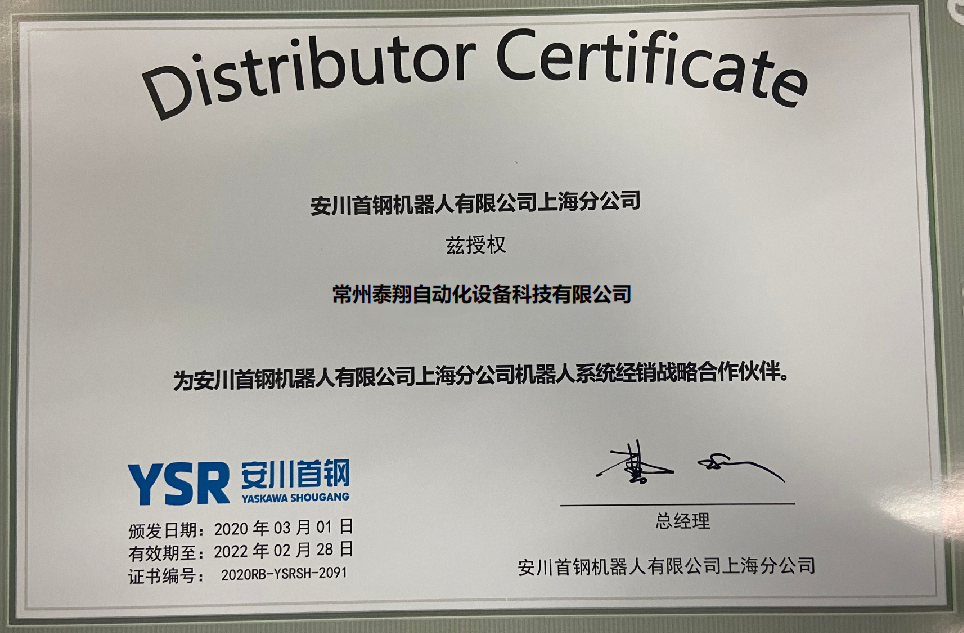 Distributor Certificate
安川首钢机器人有限公司上海分公司
兹授权
常州泰翔自动化设备科技有限公司
为安川首钢机器人有限公司上海分公司机器人系统经销战略合作伙伴。
YSR 安川首钢
YASKAWA SHOUGANG
颁发日期：2020 年 03 月 01 日
有效期至：2022 年 02 月 28 日
证书编号： 2020RB-YSRSH-2091
总经理
安川首钢机器人有限公司上海分公司